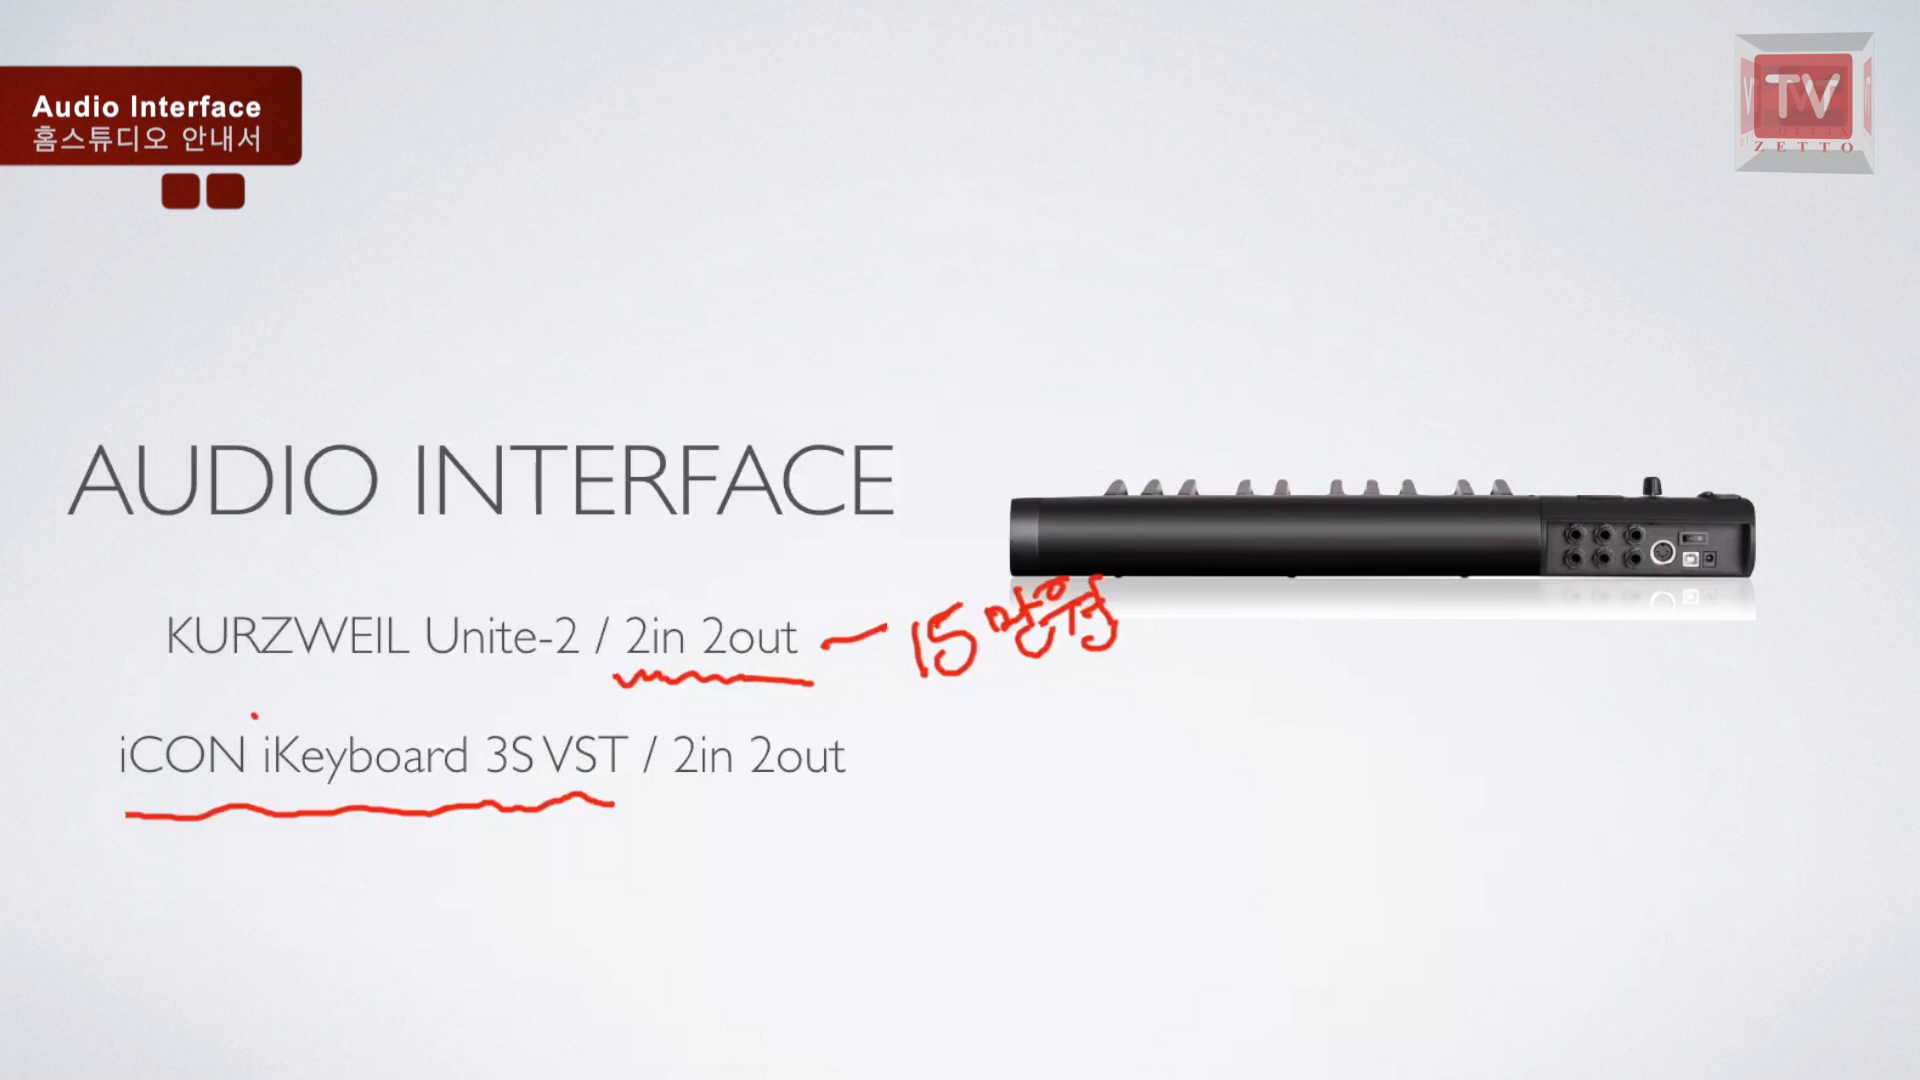 Audio Interface
홈스튜디오 안내서
TV
ZETTO
AUDIO INTERFACE
KURZWEIL Unite-2 / 2in 2out
15만원
iCON iKeyboard 3S VST / 2in 2out